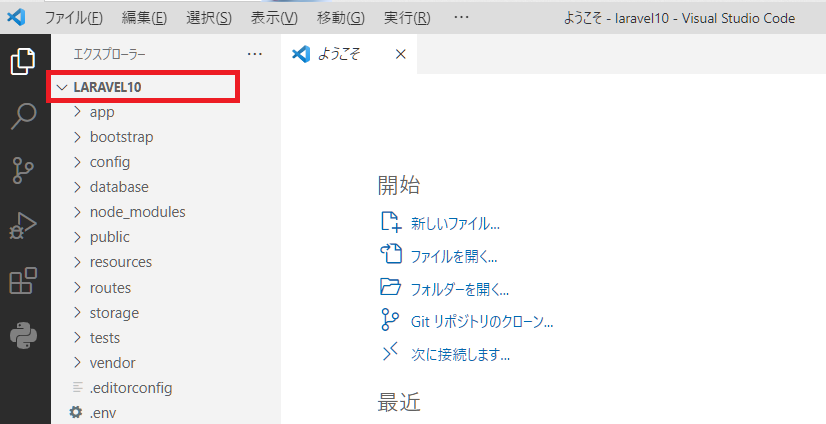 ファイル(F) 編集(E) 選択(S) 表示(V) 移動(G) 実行(R) ··· ようこそ - laravel10 - Visual Studio Code
エクスプローラー ···
ようこそ ×
LARAVEL10
app
bootstrap
config
database
node_modules
public
resources
routes
storage
tests
vendor
.editorconfig
.env
開始
新しいファイル...
ファイルを開く...
フォルダーを開く...
Git リポジトリのクローン...
次に接続します...
最近